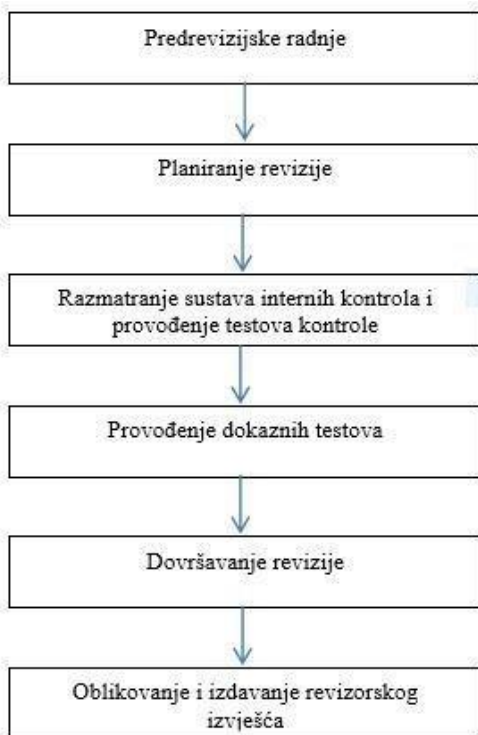 Predrevizijske radnje
Planiranje revizije
Razmatranje sustava internih kontrola i
provođenje testova kontrole
Provođenje dokaznih testova
Dovršavanje revizije
Oblikovanje i izdavanje revizorskog
izvješća